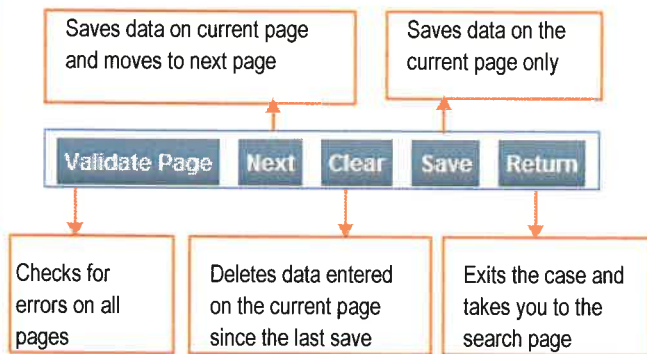 Saves data on current page
and moves to next page
Saves data on the
current page only
Validate Page Next Clear Save Return
Checks for
errors on all
pages
Deletes data entered
on the current page
since the last save
Exits the case and
takes you to the
search page